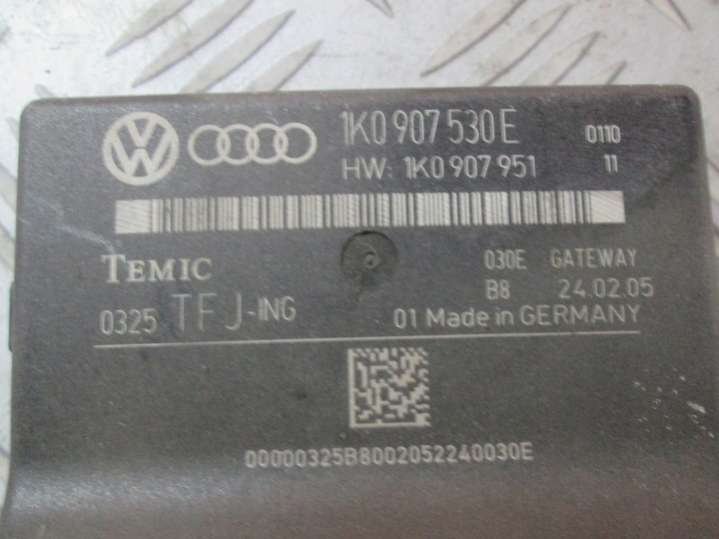 1K0 907 530 E 0110
HW: 1K0 907 951 11
TEMIC 030E GATEWAY
B8 24.02.05
0325 TFJ-ING 01 Made in GERMANY
00000325B8002052240030E